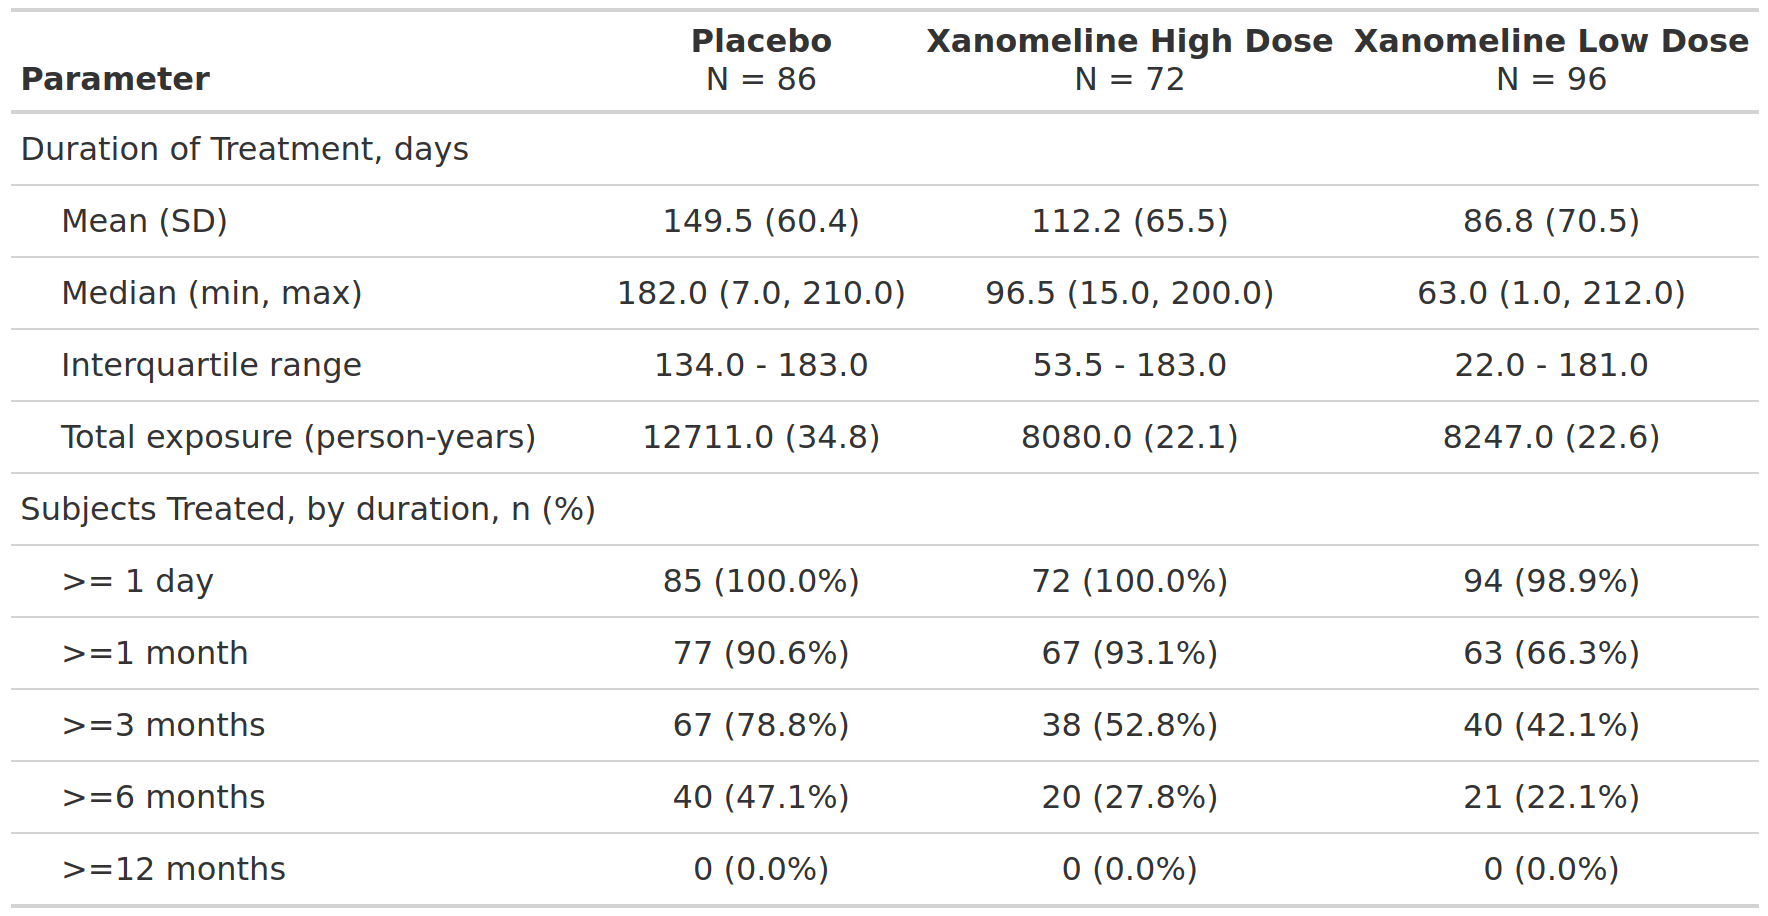 Parameter Placebo N = 86 Xanomeline High Dose N = 72 Xanomeline Low Dose N = 96
Duration of Treatment, days
Mean (SD) 149.5 (60.4) 112.2 (65.5) 86.8 (70.5)
Median (min, max) 182.0 (7.0, 210.0) 96.5 (15.0, 200.0) 63.0 (1.0, 212.0)
Interquartile range 134.0 - 183.0 53.5 - 183.0 22.0 - 181.0
Total exposure (person-years) 12711.0 (34.8) 8080.0 (22.1) 8247.0 (22.6)
Subjects Treated, by duration, n (%)
>= 1 day 85 (100.0%) 72 (100.0%) 94 (98.9%)
>=1 month 77 (90.6%) 67 (93.1%) 63 (66.3%)
>=3 months 67 (78.8%) 38 (52.8%) 40 (42.1%)
>=6 months 40 (47.1%) 20 (27.8%) 21 (22.1%)
>=12 months 0 (0.0%) 0 (0.0%) 0 (0.0%)